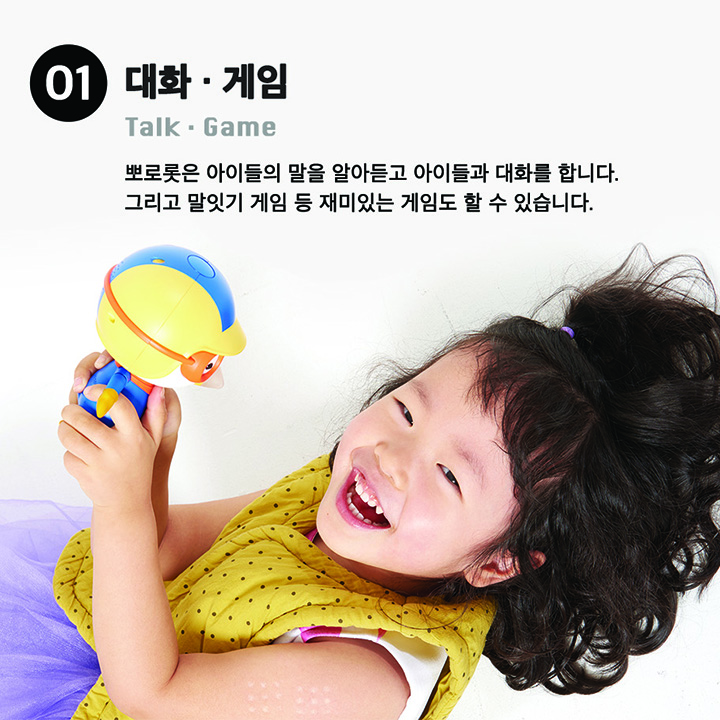 01 대화 · 게임
Talk · Game
뽀로롯은 아이들의 말을 알아듣고 아이들과 대화를 합니다.
그리고 말잇기 게임 등 재미있는 게임도 할 수 있습니다.